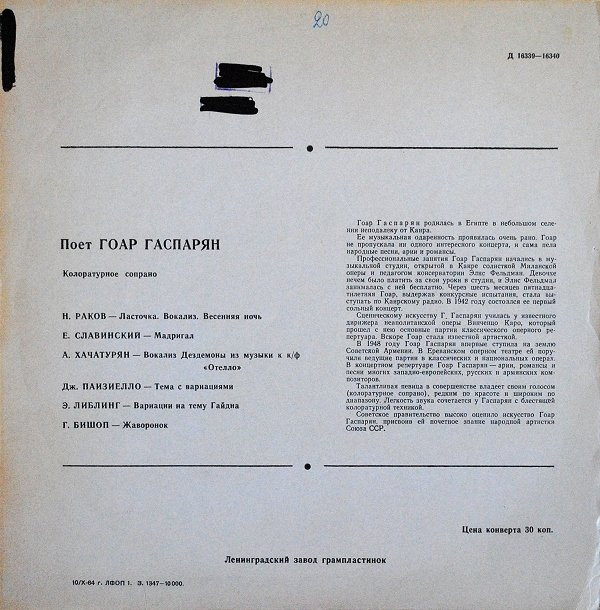 20
Д 16339—16340
Поет ГОАР ГАСПАРЯН
Колоратурное сопрано
Н. РАКОВ — Ласточка. Вокализ. Весенняя ночь
Е. СЛАВИНСКИЙ — Мадригал
А. ХАЧАТУРЯН — Вокализ Дездемоны из музыки к к/ф
«Отелло»
Дж. ПАИЗИЕЛЛО — Тема с вариациями
Э. ЛИБЛИНГ — Вариации на тему Гайдна
Г. БИШОП — Жаворонок
Гоар Гаспарян родилась в Египте в небольшом селе-
нии неподалеку от Каира.
Ее музыкальная одаренность проявилась очень рано. Гоар
не пропускала ни одного интересного концерта, и сама пела
народные песни, арии и романсы.
Профессиональные занятия Гоар Гаспарян начались в му-
зыкальной студии, открытой в Каире солисткой Миланской
оперы и педагогом консерватории Элис Фельдман. Девочке
нечем было платить за свои уроки в студии, и Элис Фельдман
занималась с ней бесплатно. Через шесть месяцев пятнадца-
тилетняя Гоар, выдержав конкурсные испытания, стала вы-
ступать по Каирскому радио. В 1942 году состоялся ее первый
сольный концерт.
Сценическому искусству Г. Гаспарян училась у известного
дирижера неаполитанской оперы Винченцо Каро, который
прошел с нею основные партии классического оперного ре-
пертуара. Вскоре Гоар стала известной артисткой.
В 1948 году Гоар Гаспарян впервые ступила на землю
Советской Армении. В Ереванском оперном театре ей пору-
чили ведущие партии в классических и национальных операх.
В концертном репертуаре Гоар Гаспарян — арии, романсы и
песни многих западно-европейских, русских и армянских ком-
позиторов.
Талантливая певица в совершенстве владеет своим голосом
(колоратурное сопрано), редким по красоте и широким по
диапазону. Легкость звука сочетается у Гаспарян с блестящей
колоратурной техникой.
Советское правительство высоко оценило искусство Гоар
Гаспарян, присвоив ей почетное звание народной артистки
Союза ССР.
Цена конверта 30 коп.
Ленинградский завод грампластинок
10/X-64 г. ЛФОП 1. З. 1347—10000.